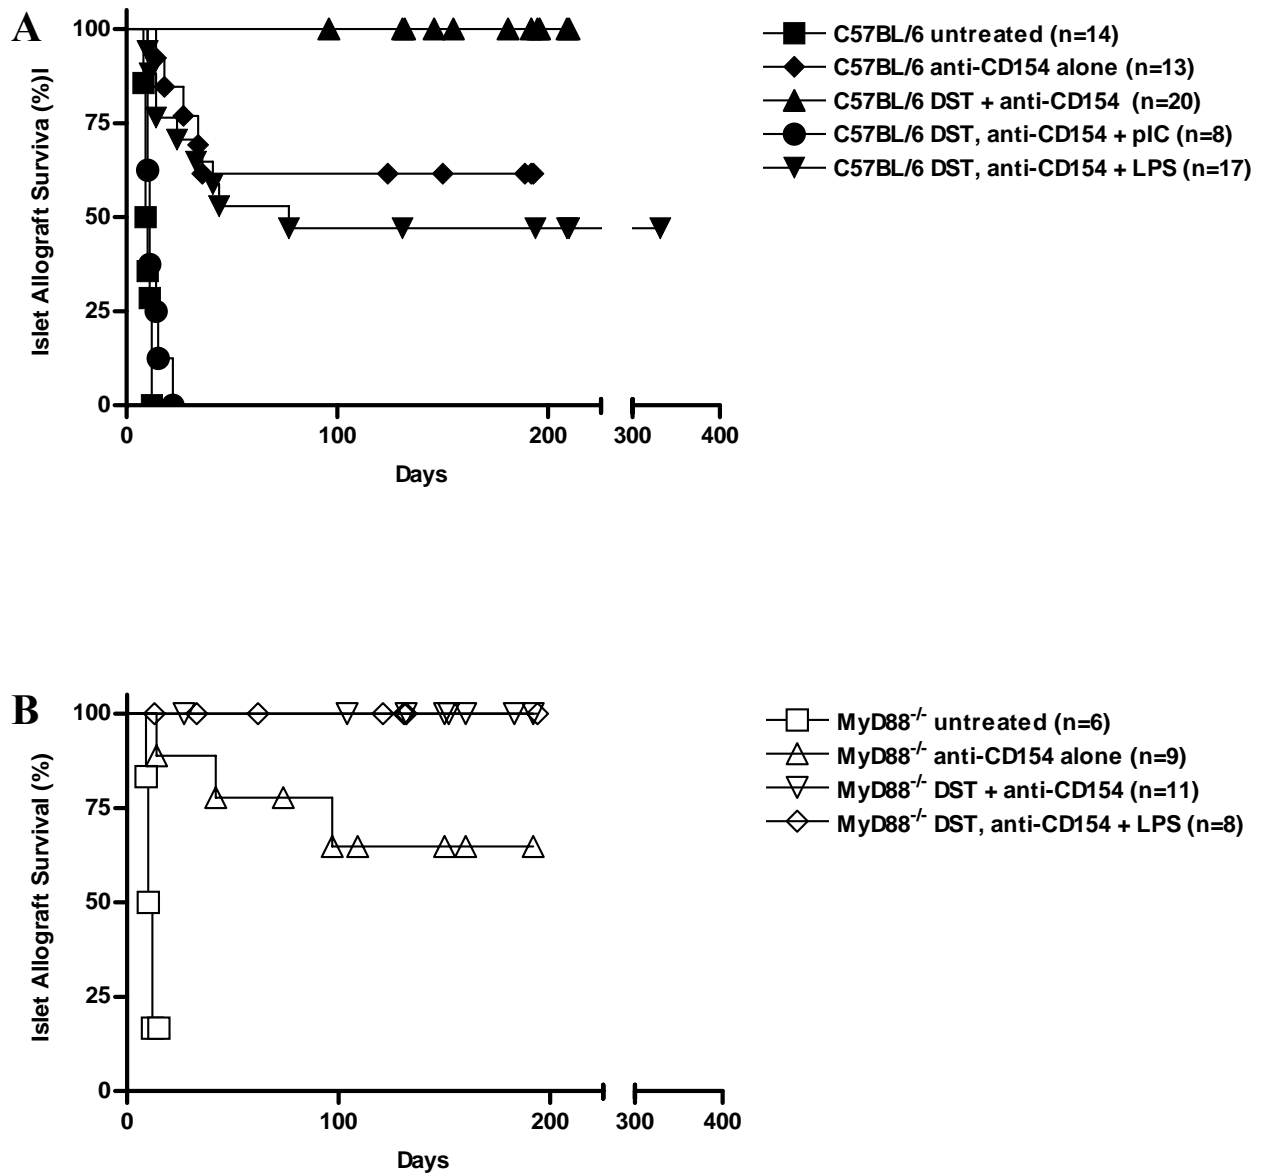 A
Islet Allograft Surviva (%)l
100
75
50
25
0
0 100 200 300 400
Days
C57BL/6 untreated (n=14)
C57BL/6 anti-CD154 alone (n=13)
C57BL/6 DST + anti-CD154 (n=20)
C57BL/6 DST, anti-CD154 + pIC (n=8)
C57BL/6 DST, anti-CD154 + LPS (n=17)
B
Islet Allograft Survival (%)
100
75
50
25
0
0 100 200 300 400
Days
MyD88-/- untreated (n=6)
MyD88-/- anti-CD154 alone (n=9)
MyD88-/- DST + anti-CD154 (n=11)
MyD88-/- DST, anti-CD154 + LPS (n=8)